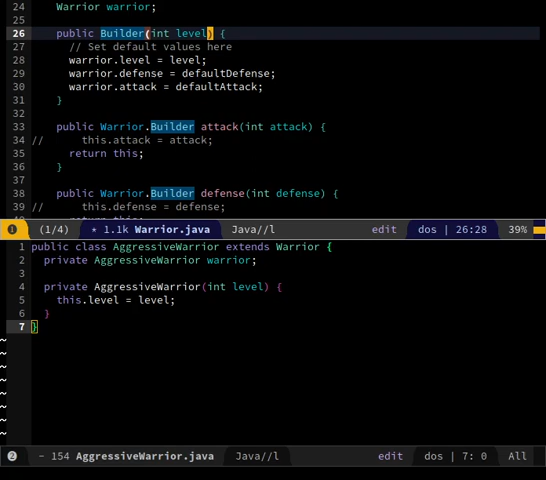 24 Warrior warrior;
25
26 public Builder(int level) {
27 // Set default values here
28 warrior.level = level;
29 warrior.defense = defaultDefense;
30 warrior.attack = defaultAttack;
31 }
32
33 public Warrior.Builder attack(int attack) {
34 // this.attack = attack;
35 return this;
36 }
37
38 public Warrior.Builder defense(int defense) {
39 // this.defense = defense;
40 return this;
1 (1/4) * 1.1k Warrior.java Java//l edit dos | 26:28 39%
1 public class AggressiveWarrior extends Warrior {
2 private AggressiveWarrior warrior;
3
4 private AggressiveWarrior(int level) {
5 this.level = level;
6 }
7 }
~
~
~
~
~
~
~
~
2 - 154 AggressiveWarrior.java Java//l edit dos | 7: 0 All